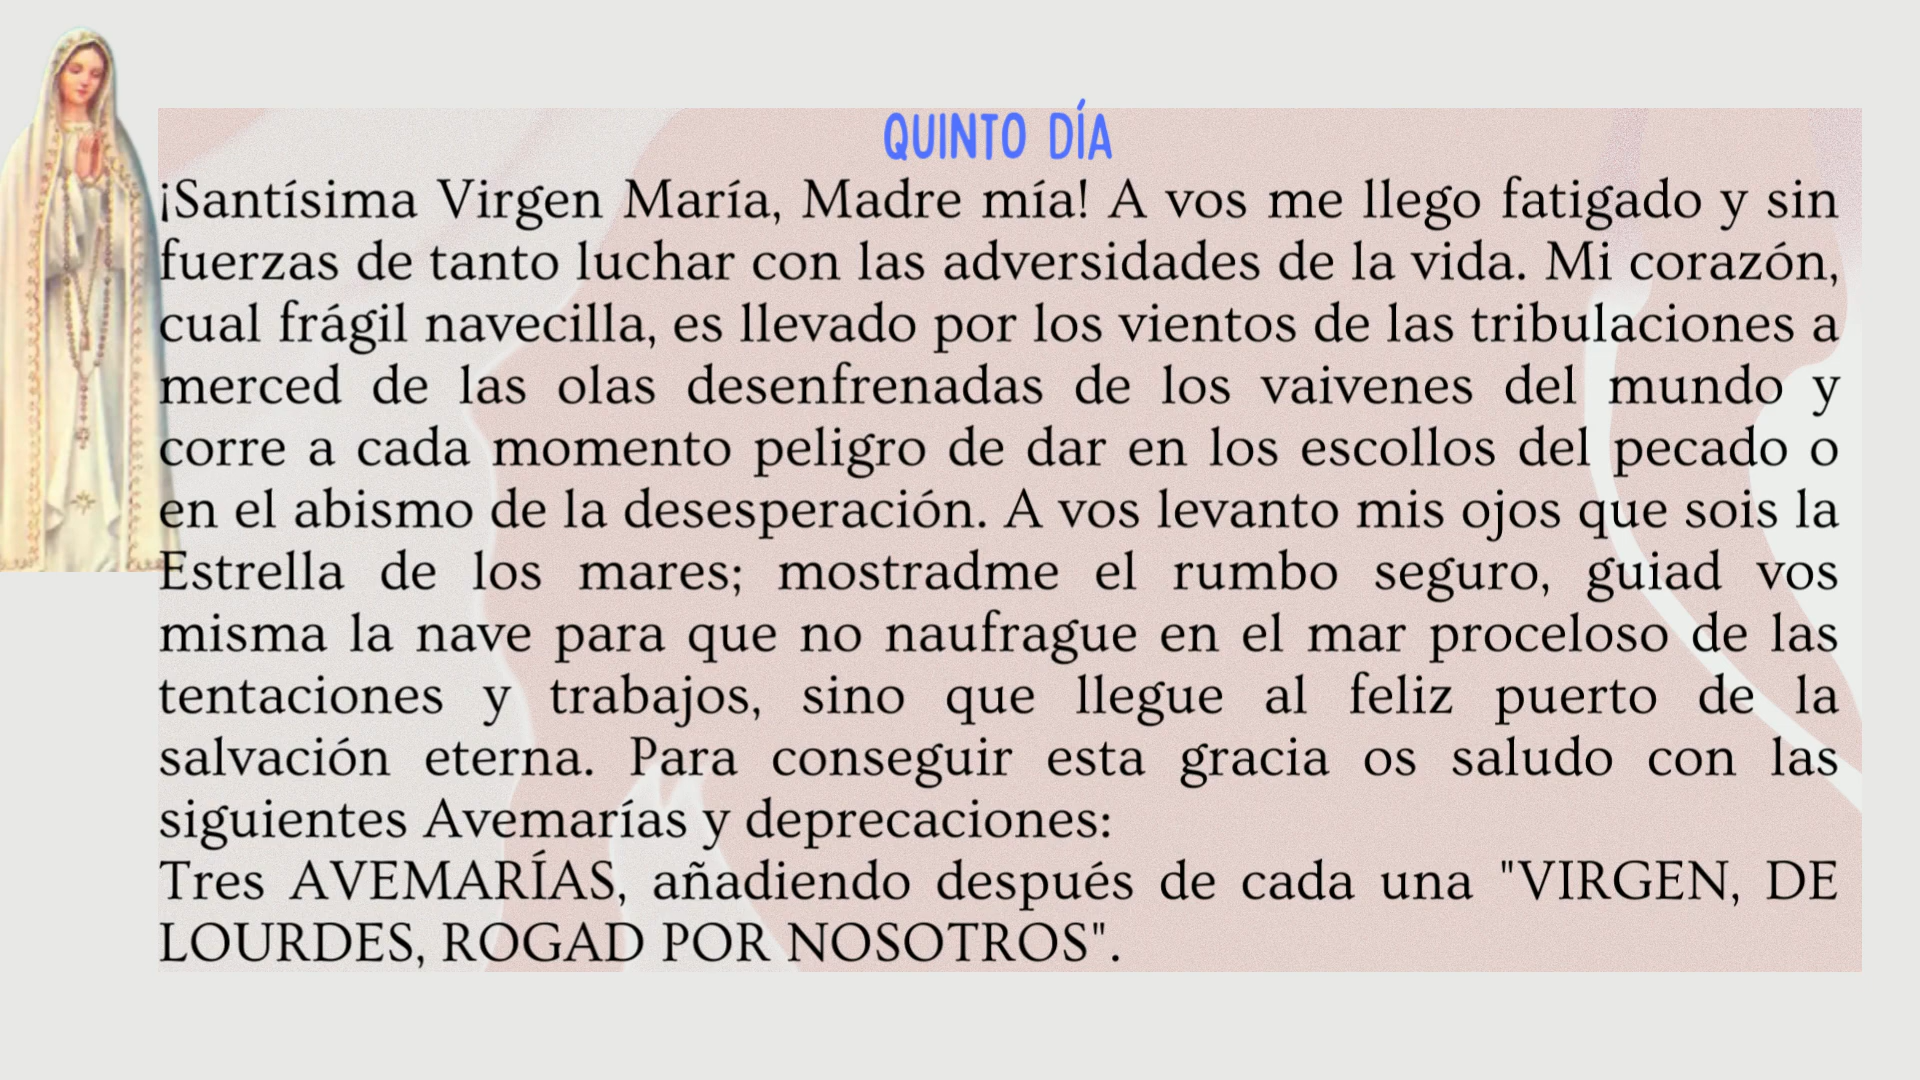 QUINTO DÍA
¡Santísima Virgen María, Madre mía! A vos me llego fatigado y sin
fuerzas de tanto luchar con las adversidades de la vida. Mi corazón,
cual frágil navecilla, es llevado por los vientos de las tribulaciones a
merced de las olas desenfrenadas de los vaivenes del mundo y
corre a cada momento peligro de dar en los escollos del pecado o
en el abismo de la desesperación. A vos levanto mis ojos que sois la
Estrella de los mares; mostradme el rumbo seguro, guiad vos
misma la nave para que no naufrague en el mar proceloso de las
tentaciones y trabajos, sino que llegue al feliz puerto de la
salvación eterna. Para conseguir esta gracia os saludo con las
siguientes Avemarías y deprecaciones:
Tres AVEMARÍAS, añadiendo después de cada una "VIRGEN, DE
LOURDES, ROGAD POR NOSOTROS".